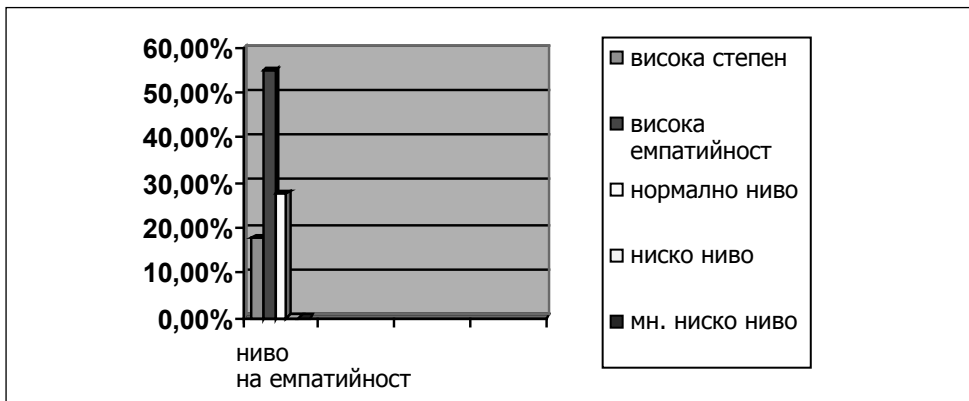 60,00%
50,00%
40,00%
30,00%
20,00%
10,00%
0,00%
ниво
на емпатийност
висока степен
висока
емпатийност
нормално ниво
ниско ниво
мн. ниско ниво